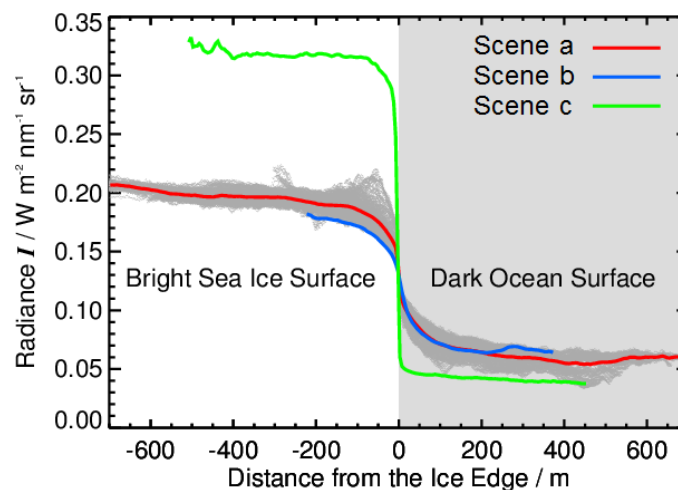 0.35
0.30
0.25
0.20
0.15
0.10
0.05
0.00
Radiance I / W m-2 nm-1 sr-1
Scene a
Scene b
Scene c
Bright Sea Ice Surface
Dark Ocean Surface
-600 -400 -200 0 200 400 600
Distance from the Ice Edge / m